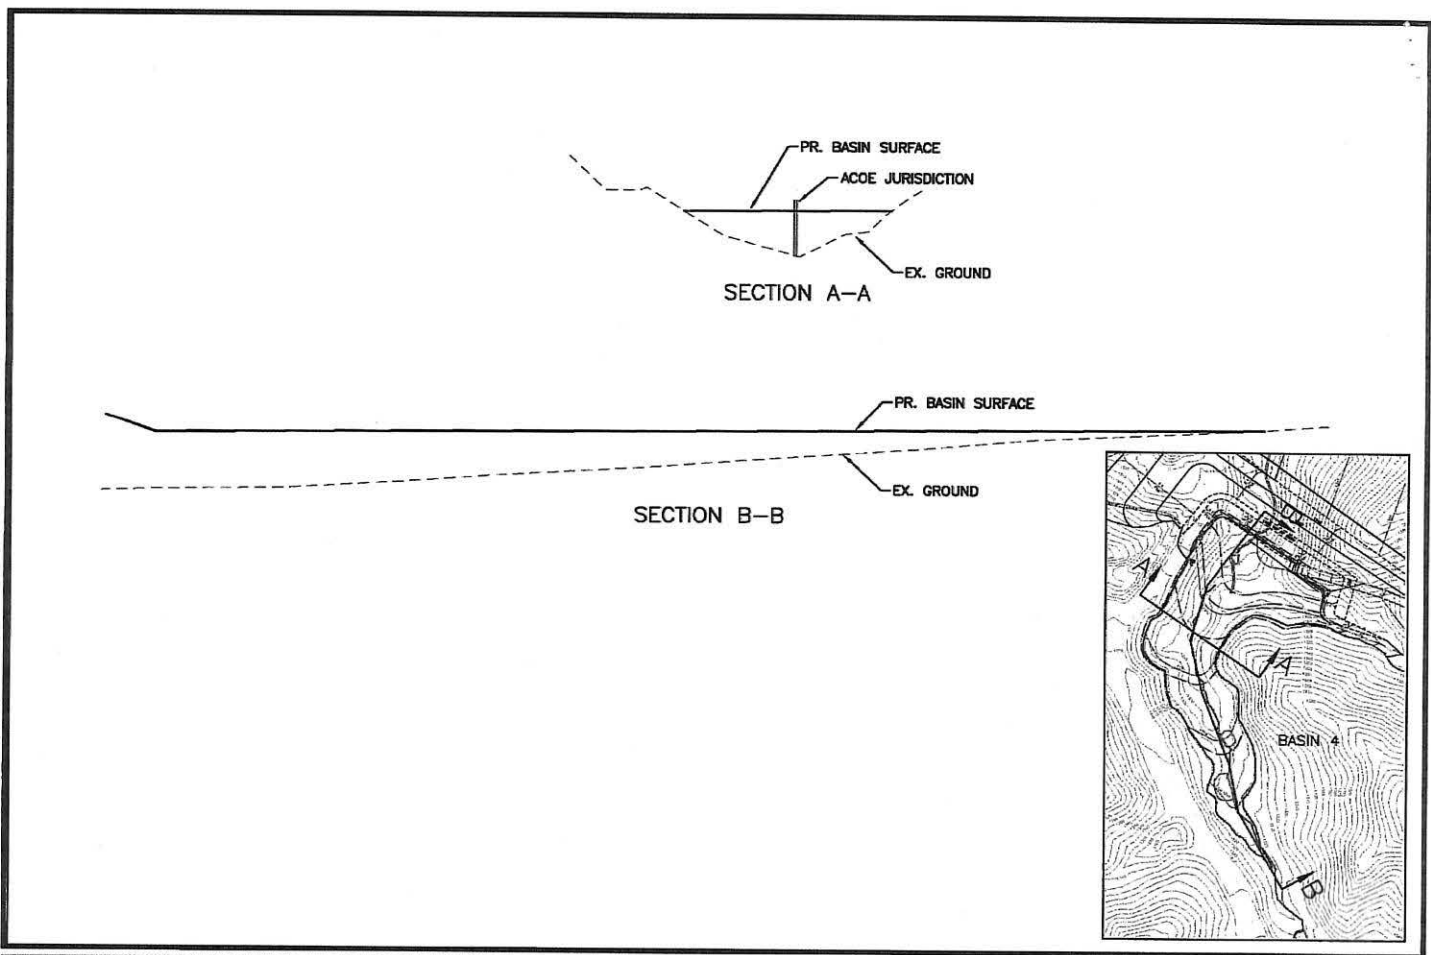 PR. BASIN SURFACE
ACOE JURISDICTION
EX. GROUND
SECTION A-A
PR. BASIN SURFACE
EX. GROUND
SECTION B-B
B
A
A
BASIN 4
B